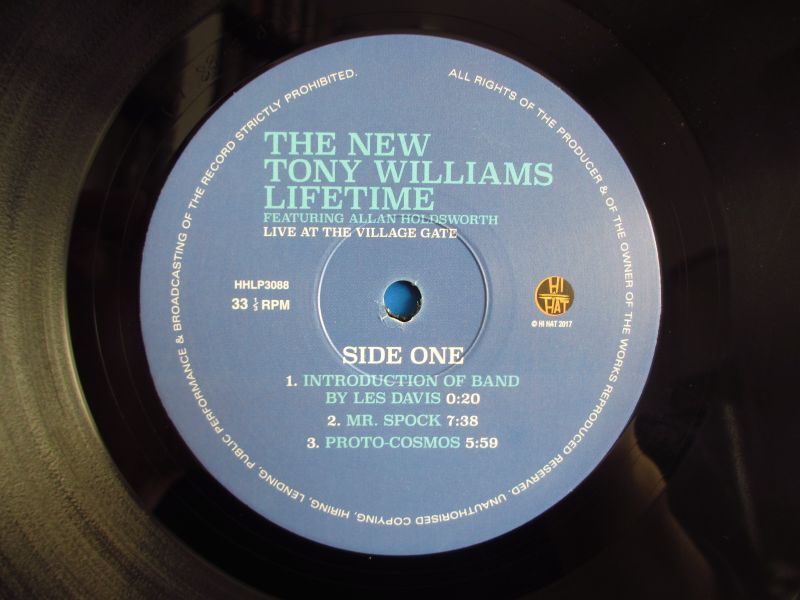 ALL RIGHTS OF THE PRODUCER & OF THE OWNER OF THE WORKS REPRODUCED RESERVED. UNAUTHORISED COPYING, HIRING, LENDING, PUBLIC PERFORMANCE & BROADCASTING OF THE RECORD STRICTLY PROHIBITED.
THE NEW
TONY WILLIAMS
LIFETIME
FEATURING ALLAN HOLDSWORTH
LIVE AT THE VILLAGE GATE
HHLP3088
33 ⅓ RPM
HI
HAT
© HI HAT 2017
SIDE ONE
1. INTRODUCTION OF BAND
BY LES DAVIS 0:20
2. MR. SPOCK 7:38
3. PROTO-COSMOS 5:59